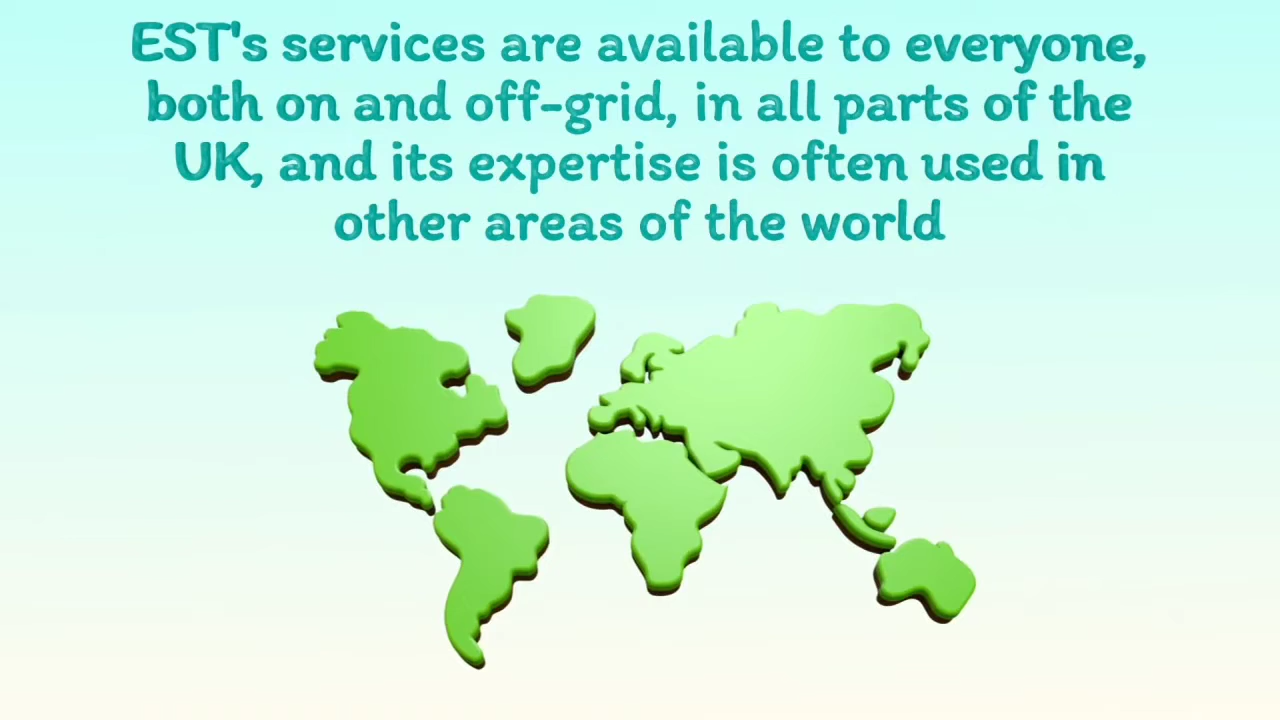 EST's services are available to everyone,
both on and off-grid, in all parts of the
UK, and its expertise is often used in
other areas of the world